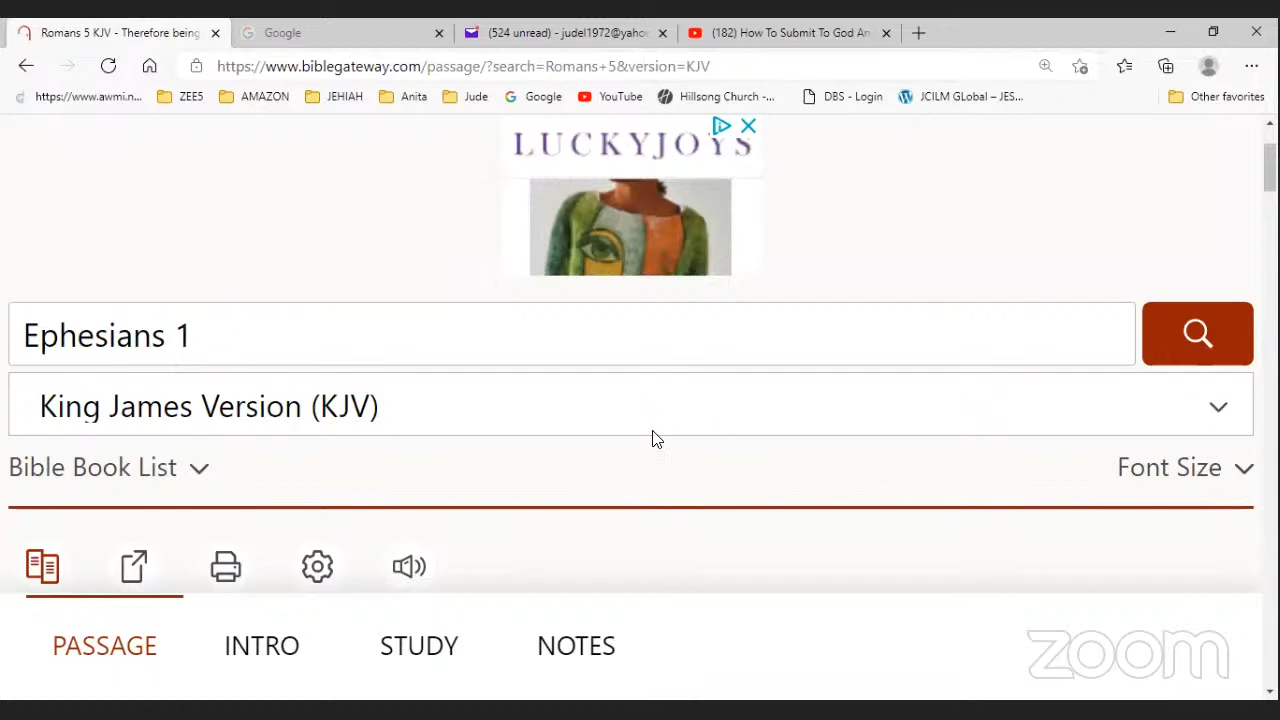 Romans 5 KJV - Therefore being
Google
(524 unread) - judel1972@yaho
(182) How To Submit To God An
https://www.biblegateway.com/passage/?search=Romans+5&version=KJV
https://www.awmi.n...
ZEE5
AMAZON
JEHIAH
Anita
Jude
Google
YouTube
Hillsong Church -...
DBS - Login
JCILM GLobal – JES...
Other favorites
LUCKYJOYS
Ephesians 1
King James Version (KJV)
Bible Book List
Font Size
PASSAGE
INTRO
STUDY
NOTES
zoom